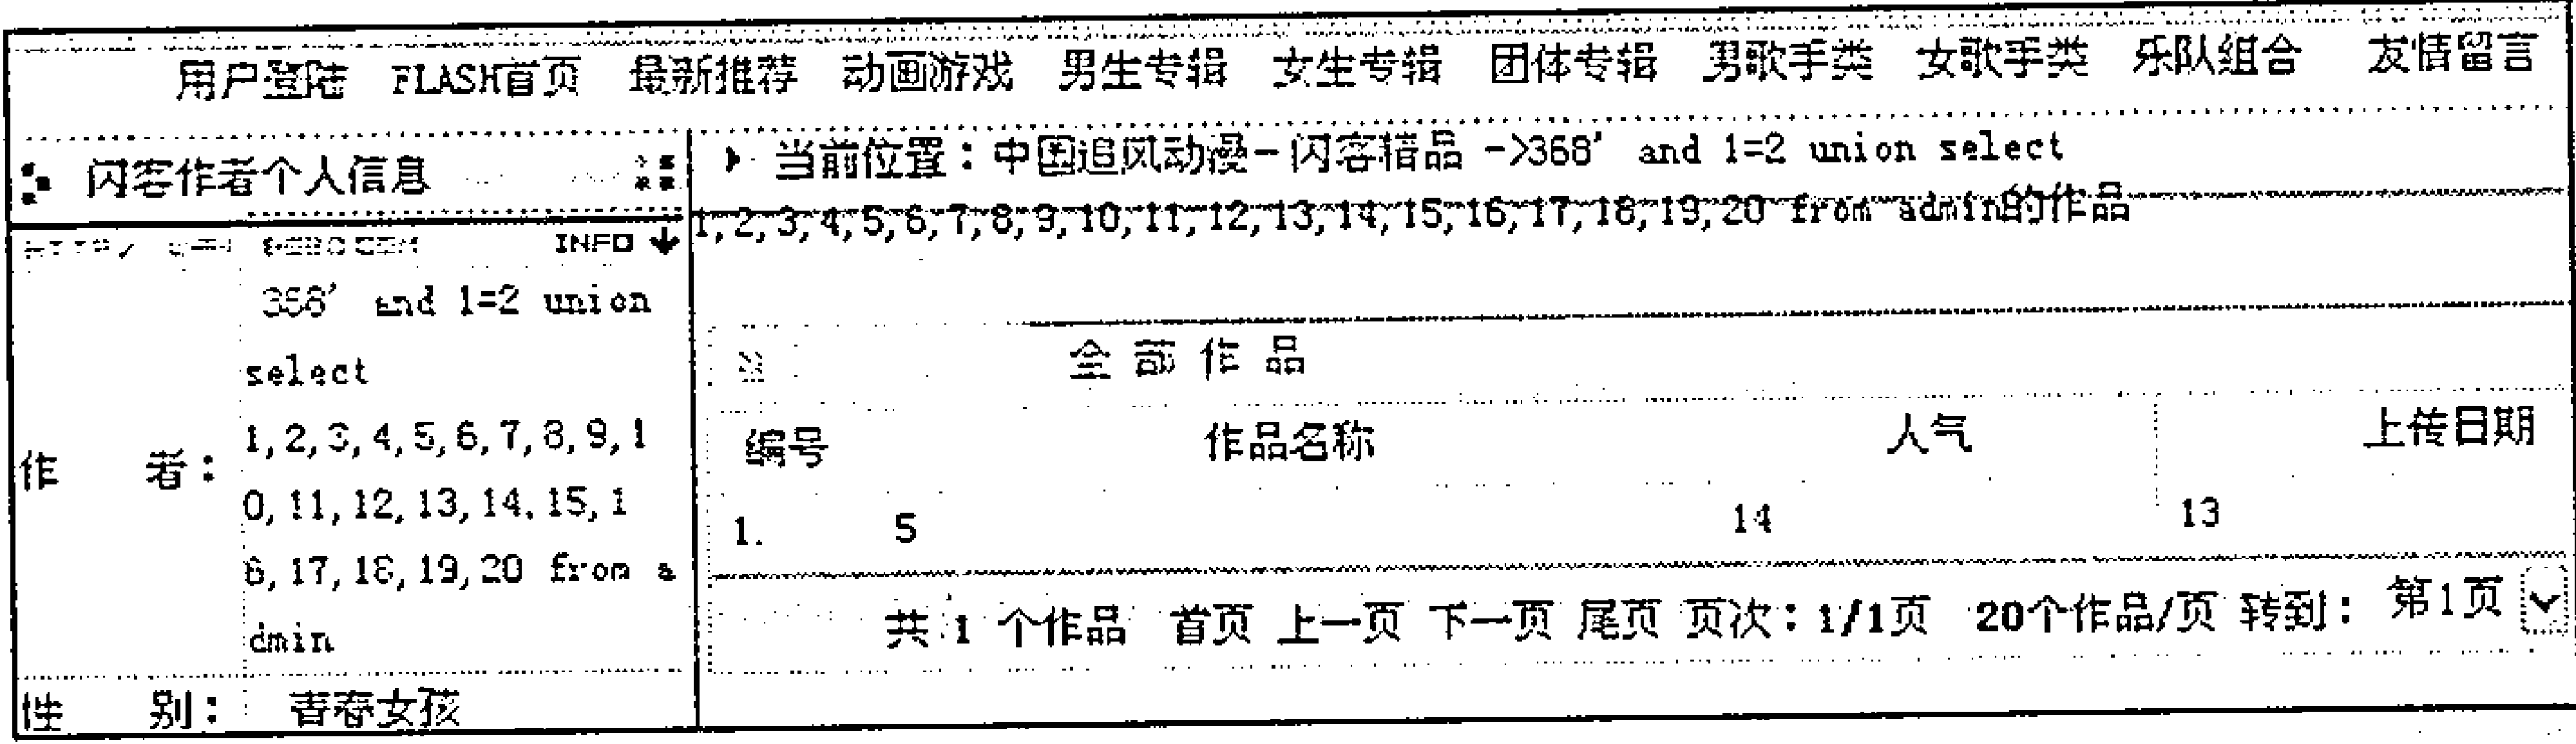 用户登陆 FLASH首页 最新推荐 动画游戏 男生专辑 女生专辑 团体专辑 男歌手类 女歌手类 乐队组合 友情留言
闪客作者个人信息
INFO
作 者：
368' and 1=2 union
select
1,2,3,4,5,6,7,8,9,1
0,11,12,13,14,15,1
6,17,18,19,20 from a
dmin
性 别： 青春女孩
当前位置：中国追风动漫-闪客精品 ->368' and 1=2 union select
1,2,3,4,5,6,7,8,9,10,11,12,13,14,15,16,17,18,19,20 from admin的作品
全 部 作 品
编号 作品名称 人气 上传日期
1. 5 14 13
共 1 个作品 首页 上一页 下一页 尾页 页次：1/1页 20个作品/页 转到： 第1页